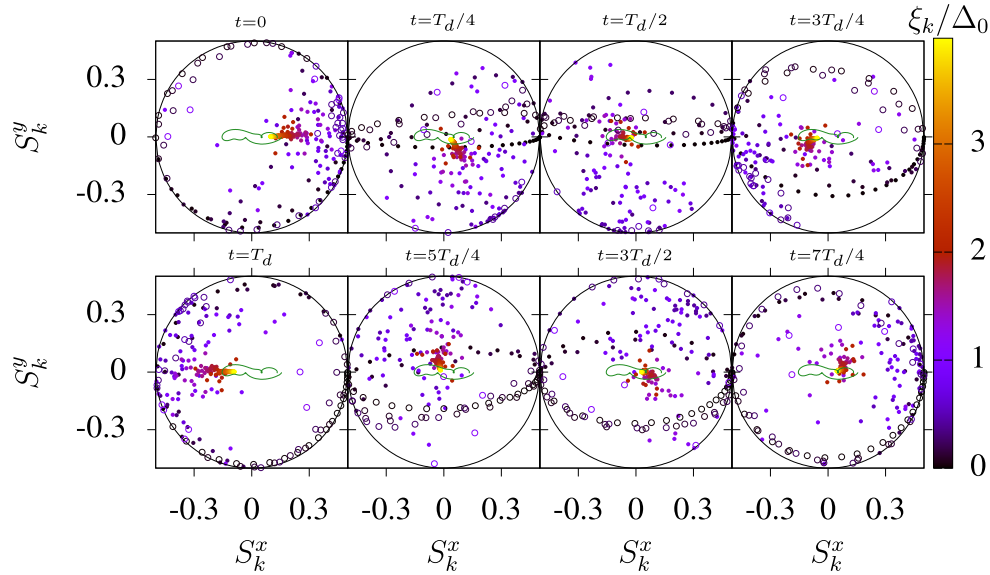 t=0 t=T_d/4 t=T_d/2 t=3T_d/4 ξ_k/Δ_0
S_k^y
0.3
0
-0.3
3
2
1
0
t=T_d t=5T_d/4 t=3T_d/2 t=7T_d/4
S_k^y
0.3
0
-0.3
-0.3 0 0.3 -0.3 0 0.3 -0.3 0 0.3 -0.3 0 0.3
S_k^x S_k^x S_k^x S_k^x